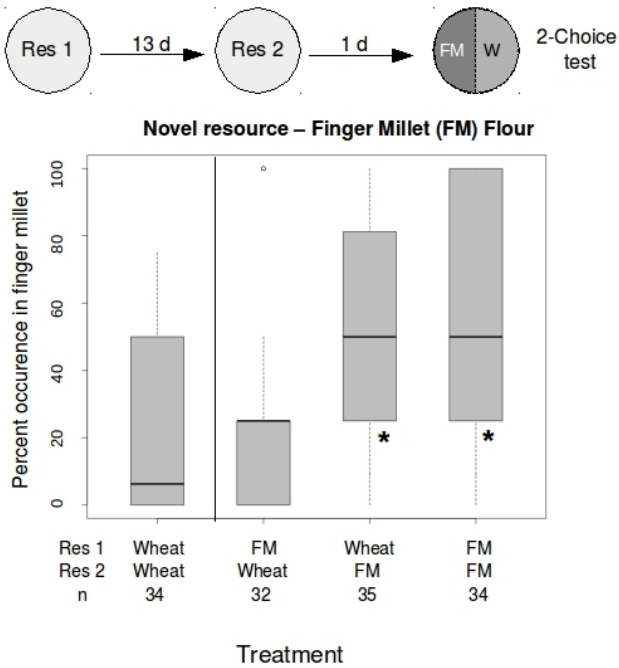 Res 1 13 d Res 2 1 d FM W 2-Choice
test
Novel resource – Finger Millet (FM) Flour
Percent occurence in finger millet
100
80
60
40
20
0
*
*
Res 1 Wheat FM Wheat FM
Res 2 Wheat Wheat FM FM
n 34 32 35 34
Treatment